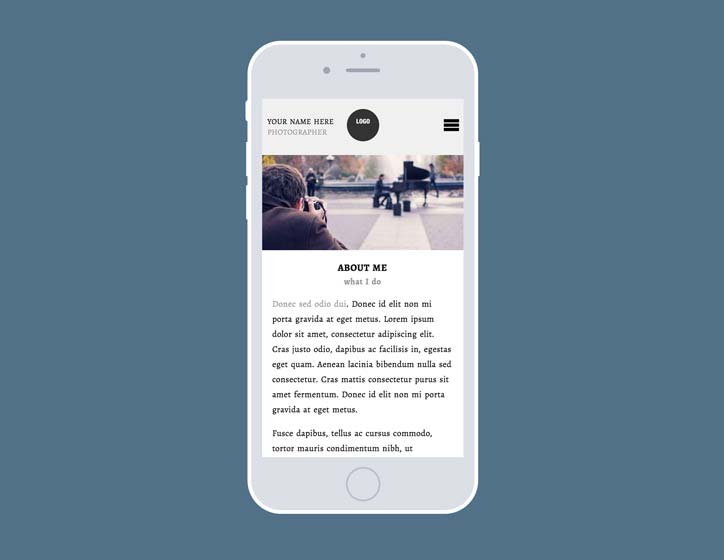 YOUR NAME HERE
PHOTOGRAPHER
LOGO
ABOUT ME
what I do
Donec sed odio dui. Donec id elit non mi
porta gravida at eget metus. Lorem ipsum
dolor sit amet, consectetur adipiscing elit.
Cras justo odio, dapibus ac facilisis in, egestas
eget quam. Aenean lacinia bibendum nulla sed
consectetur. Cras mattis consectetur purus sit
amet fermentum. Donec id elit non mi porta
gravida at eget metus.
Fusce dapibus, tellus ac cursus commodo,
tortor mauris condimentum nibh, ut